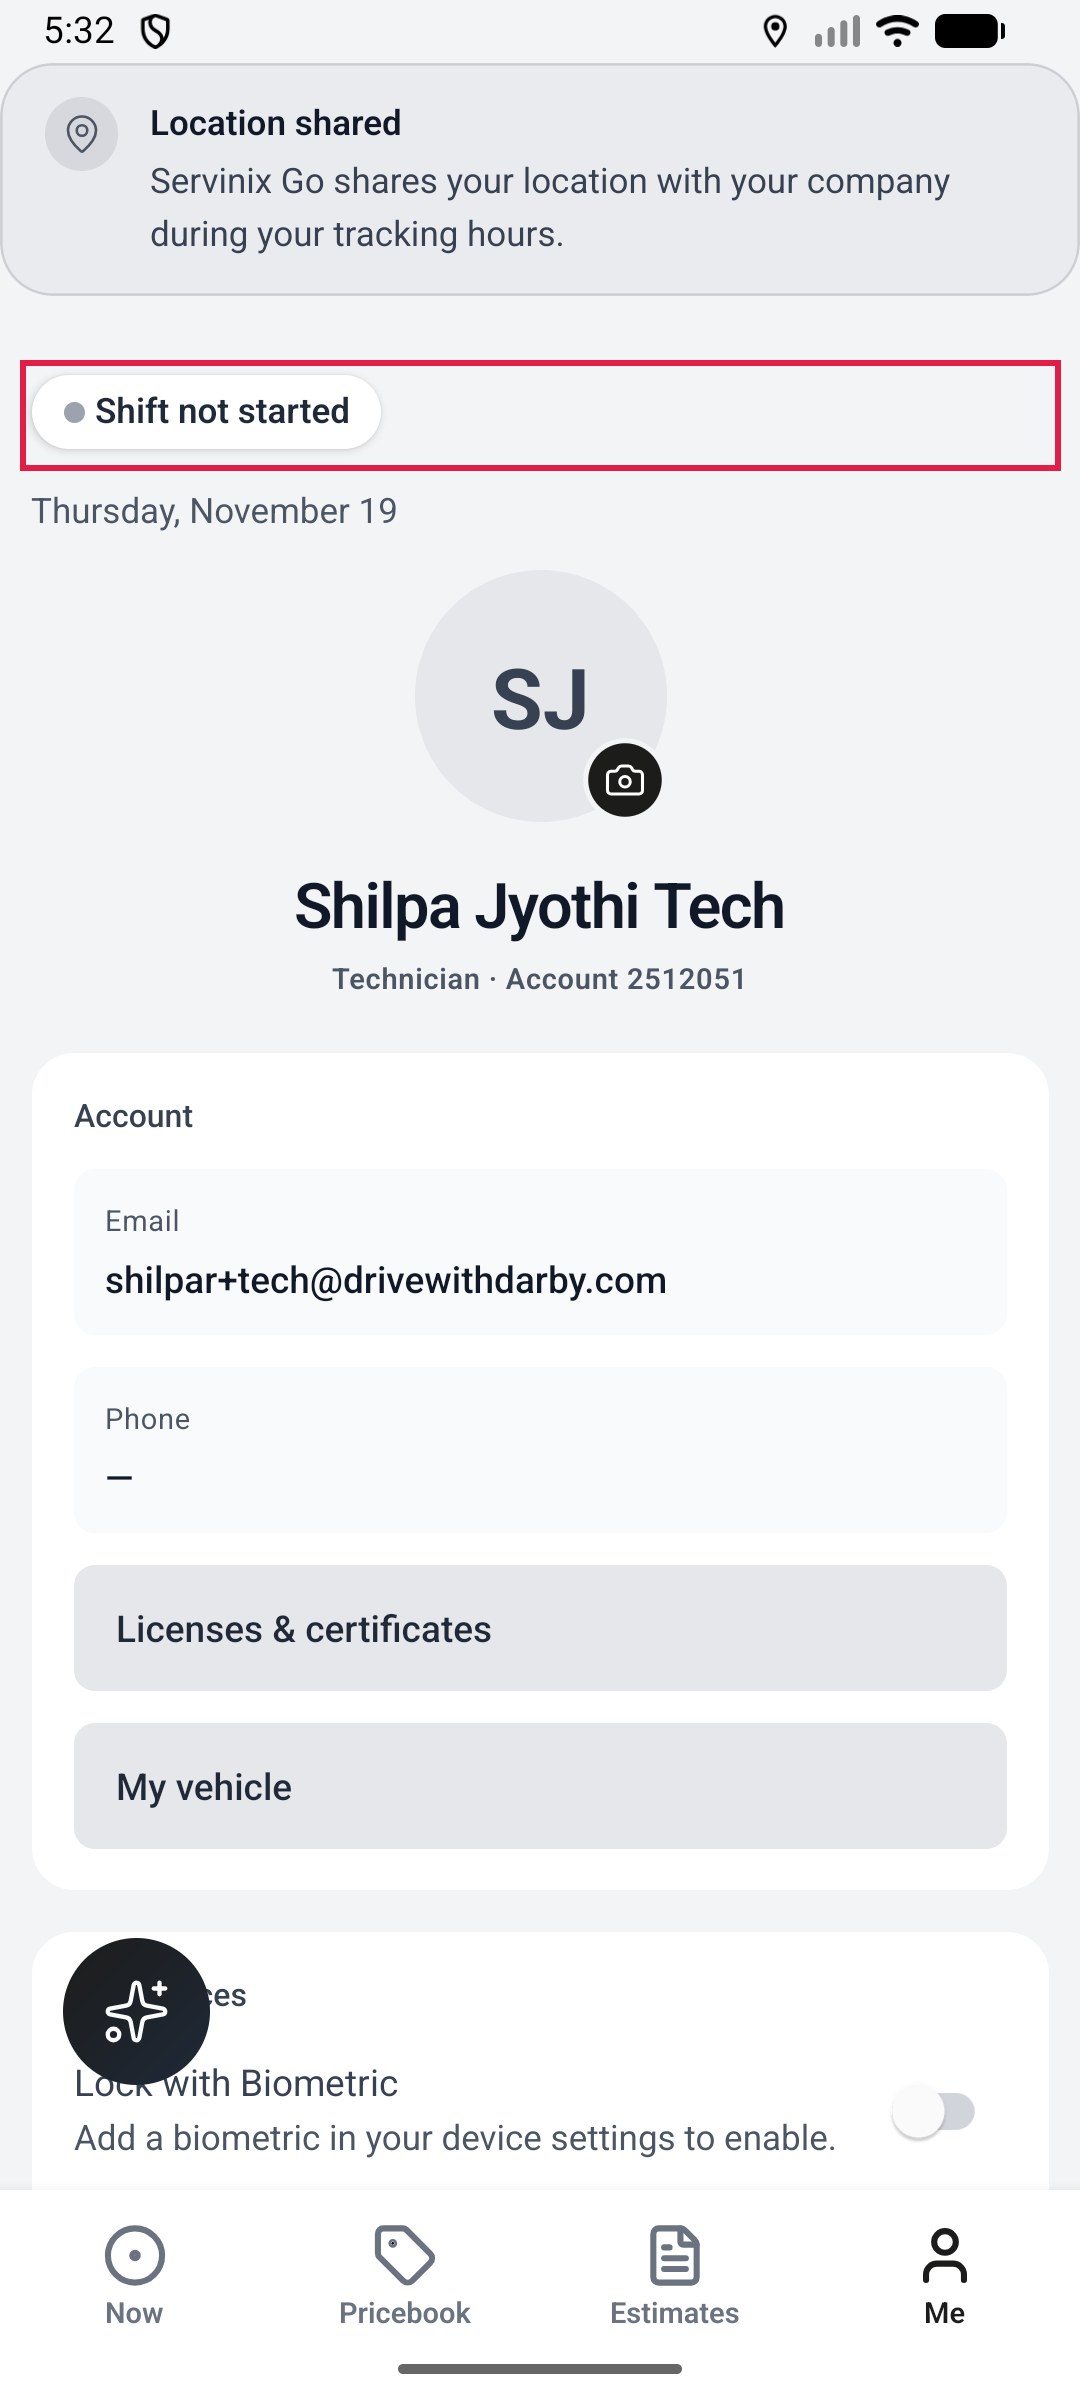 5:32
Location shared
Servinix Go shares your location with your company
during your tracking hours.
Shift not started
Thursday, November 19
SJ
Shilpa Jyothi Tech
Technician · Account 2512051
Account
Email
shilpar+tech@drivewithdarby.com
Phone
—
Licenses & certificates
My vehicle
Lock with Biometric
Add a biometric in your device settings to enable.
Now
Pricebook
Estimates
Me